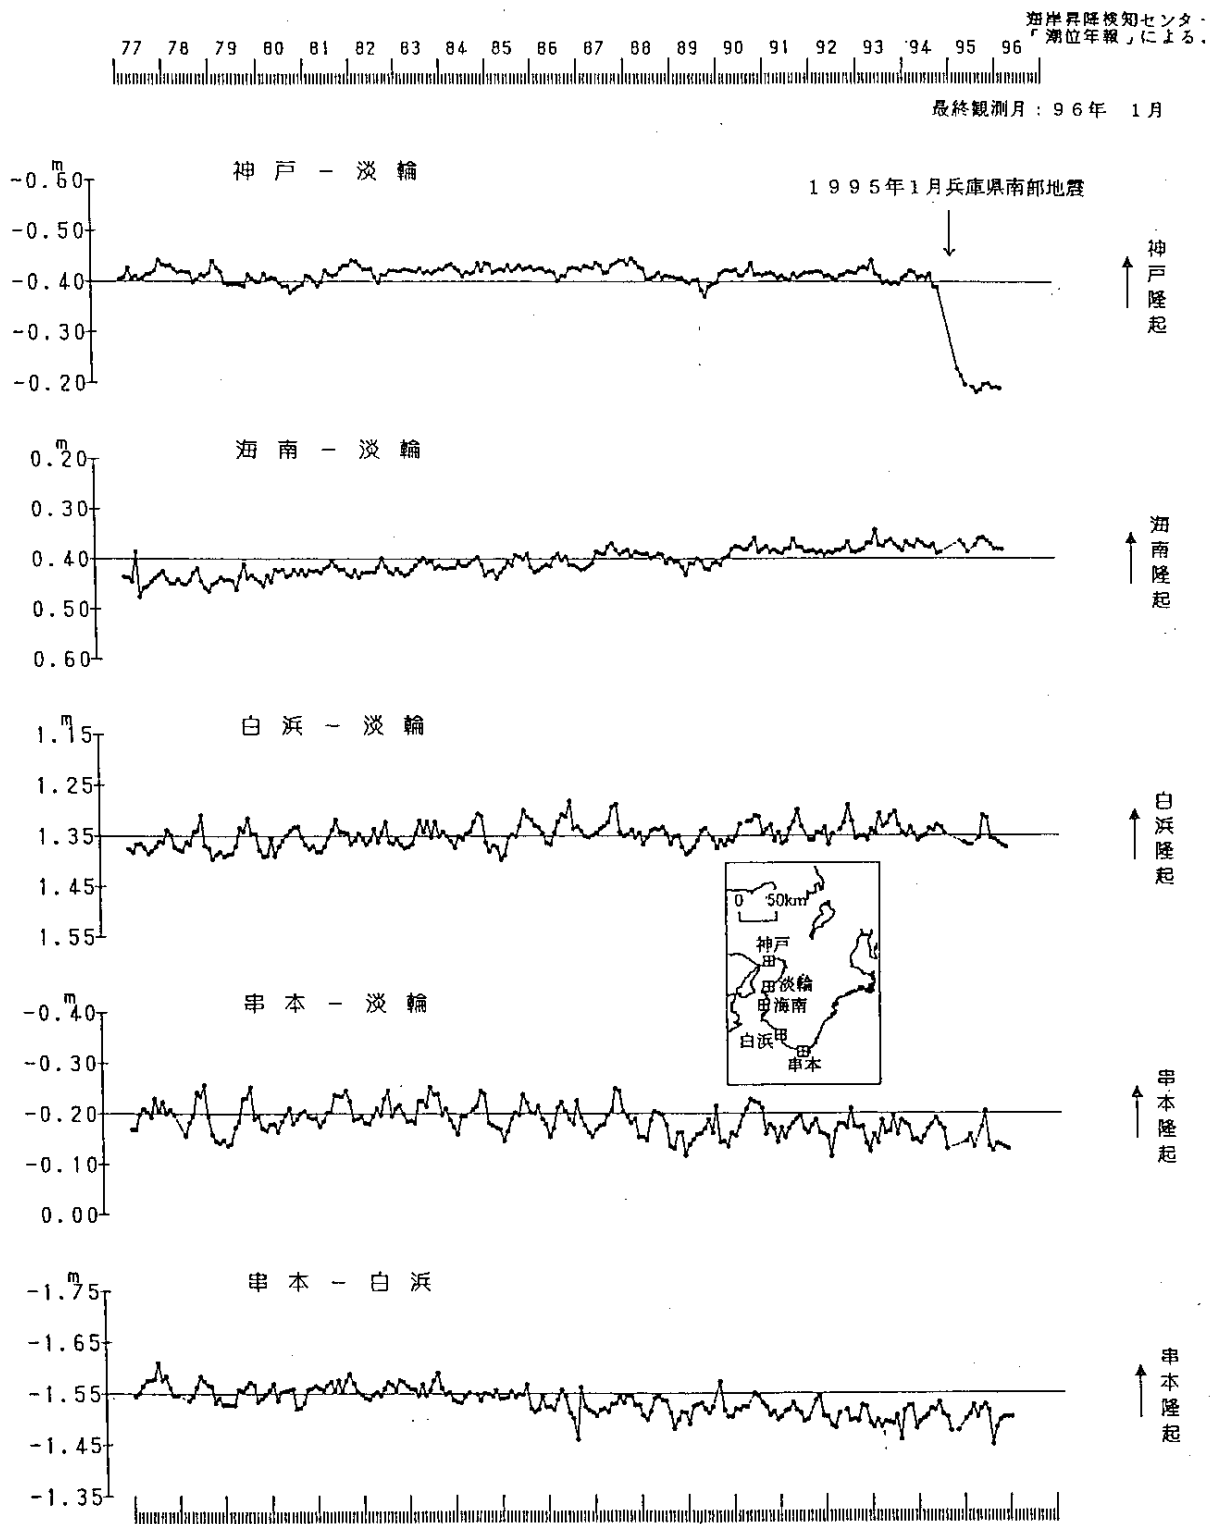 海岸昇降検知センター
「潮位年報」による.
77 78 79 80 81 82 83 84 85 86 87 88 89 90 91 92 93 94 95 96
最終観測月：96年 1月
神戸－淡輪
m
-0.60
-0.50
-0.40
-0.30
-0.20
1995年1月兵庫県南部地震
↓
↑神戸隆起
海南－淡輪
m
0.20
0.30
0.40
0.50
0.60
↑海南隆起
白浜－淡輪
m
1.15
1.25
1.35
1.45
1.55
↑白浜隆起
0 50km
神戸
淡輪
海南
白浜
串本
串本－淡輪
m
-0.40
-0.30
-0.20
-0.10
0.00
↑串本隆起
串本－白浜
m
-1.75
-1.65
-1.55
-1.45
-1.35
↑串本隆起